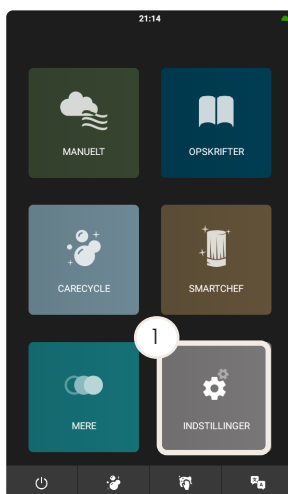 21:14
MANUELT
OPSKRIFTER
CARECYCLE
SMARTCHEF
1
MERE
INDSTILLINGER